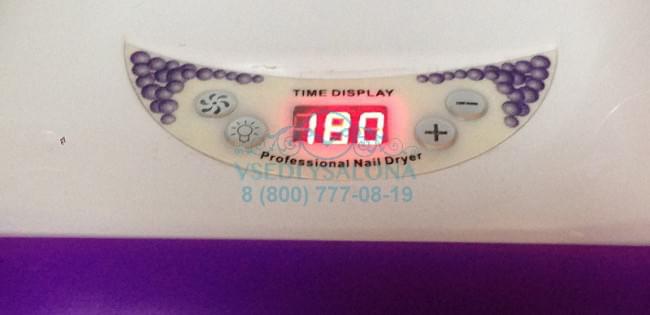 TIME DISPLAY
180
Professional Nail Dryer
VSEDLYSALONA
8 (800) 777-08-19